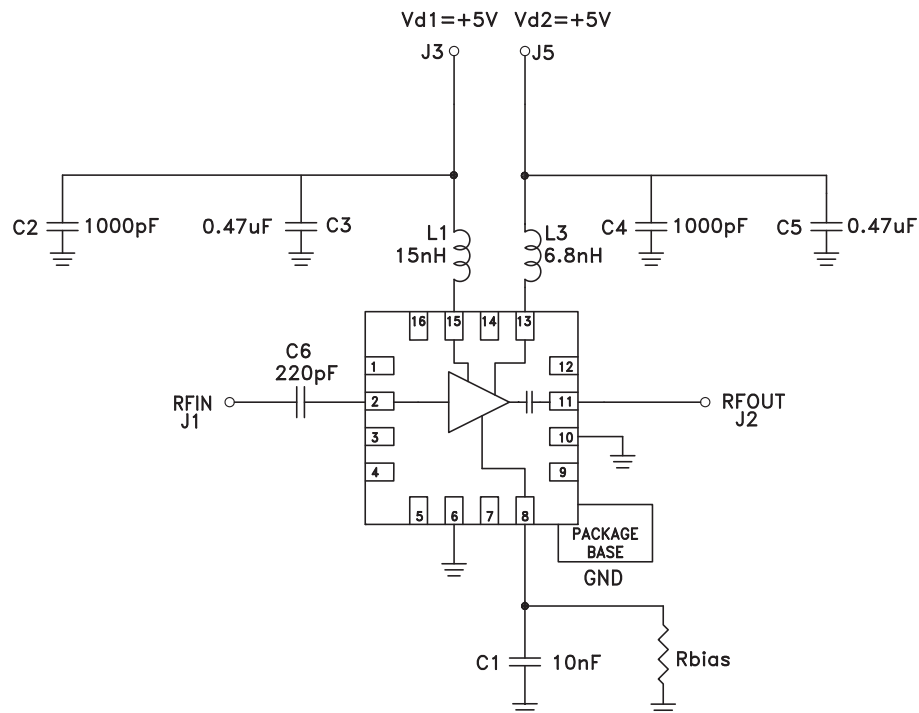 Vd1=+5V Vd2=+5V
J3 J5
C2 1000pF 0.47uF C3
L1
15nH
L3
6.8nH
C4 1000pF C5 0.47uF
16 15 14 13
C6
220pF
RFIN
J1
1
2
3
4
12
11
10
9
RFOUT
J2
5 6 7 8
PACKAGE
BASE
GND
C1 10nF Rbias